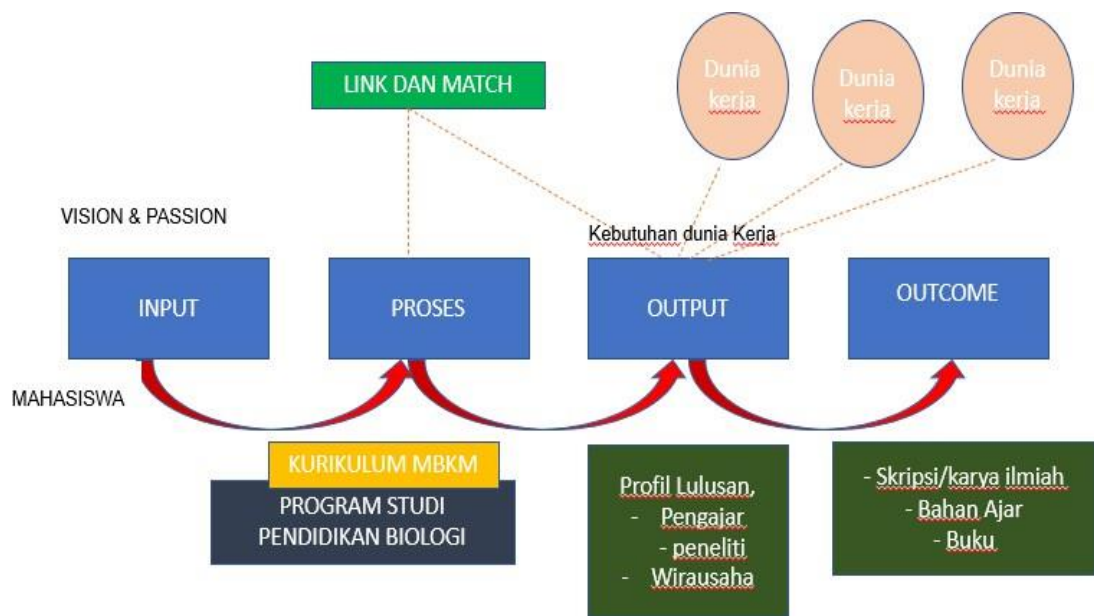 LINK DAN MATCH
Dunia
kerja
Dunia
kerja
Dunia
kerja
VISION & PASSION
Kebutuhan dunia Kerja
INPUT
PROSES
OUTPUT
OUTCOME
MAHASISWA
KURIKULUM MBKM
PROGRAM STUDI
PENDIDIKAN BIOLOGI
Profil Lulusan,
- Pengajar
- peneliti
- Wirausaha
- Skripsi/karya ilmiah
- Bahan Ajar
- Buku